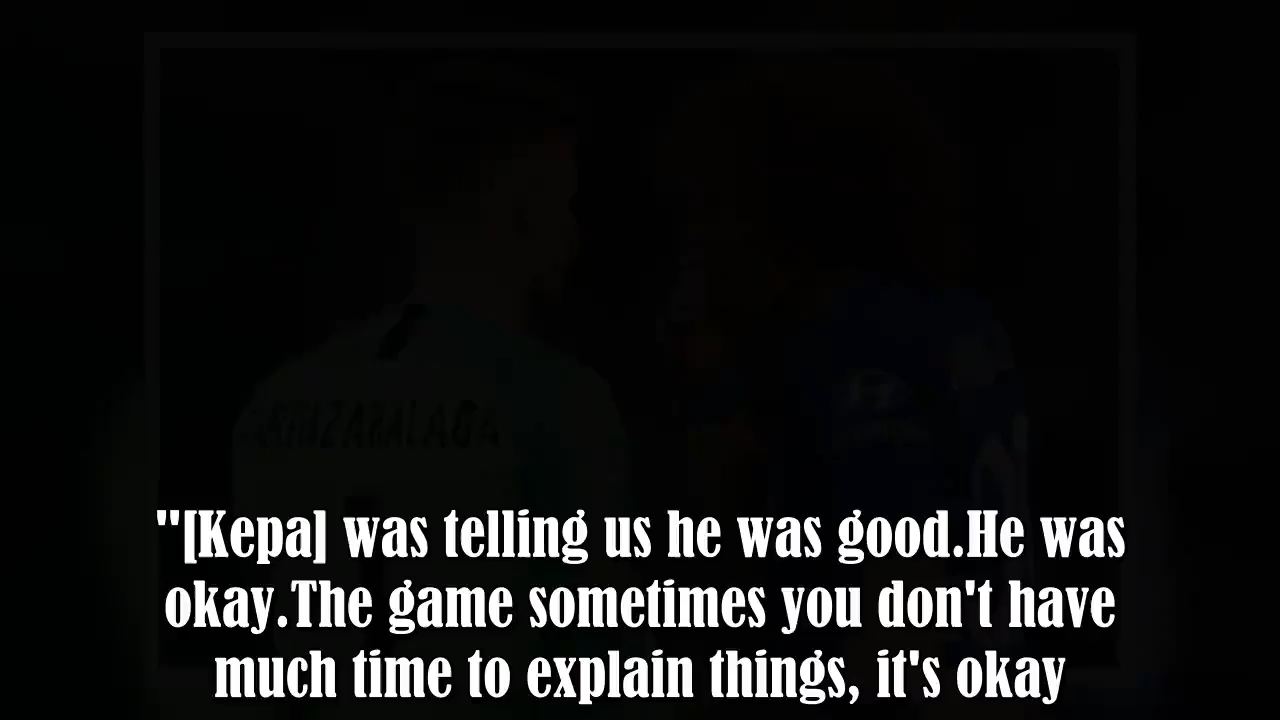 ARRIZABALAGA
"[Kepa] was telling us he was good.He was
okay.The game sometimes you don't have
much time to explain things, it's okay